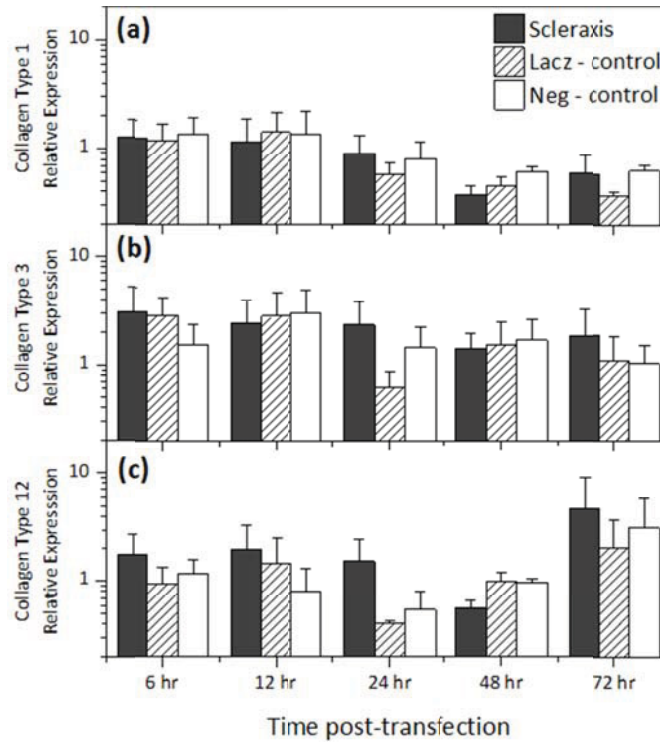 (a)
Scleraxis
Lacz - control
Neg - control
Collagen Type 1
Relative Expression
10
1
(b)
Collagen Type 3
Relative Expression
10
1
(c)
Collagen Type 12
Relative Expresssion
10
1
6 hr 12 hr 24 hr 48 hr 72 hr
Time post-transfection